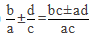 b/a ± d/c = bc±ad/ac